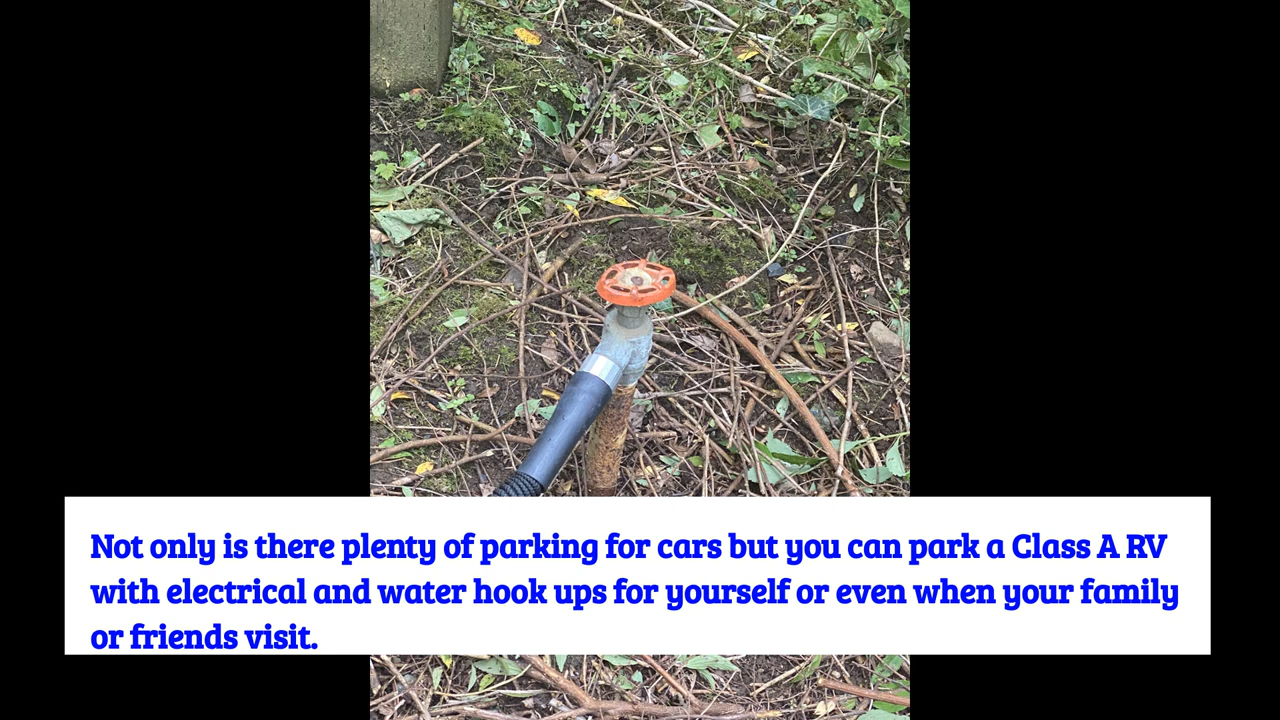 Not only is there plenty of parking for cars but you can park a Class A RV
with electrical and water hook ups for yourself or even when your family
or friends visit.